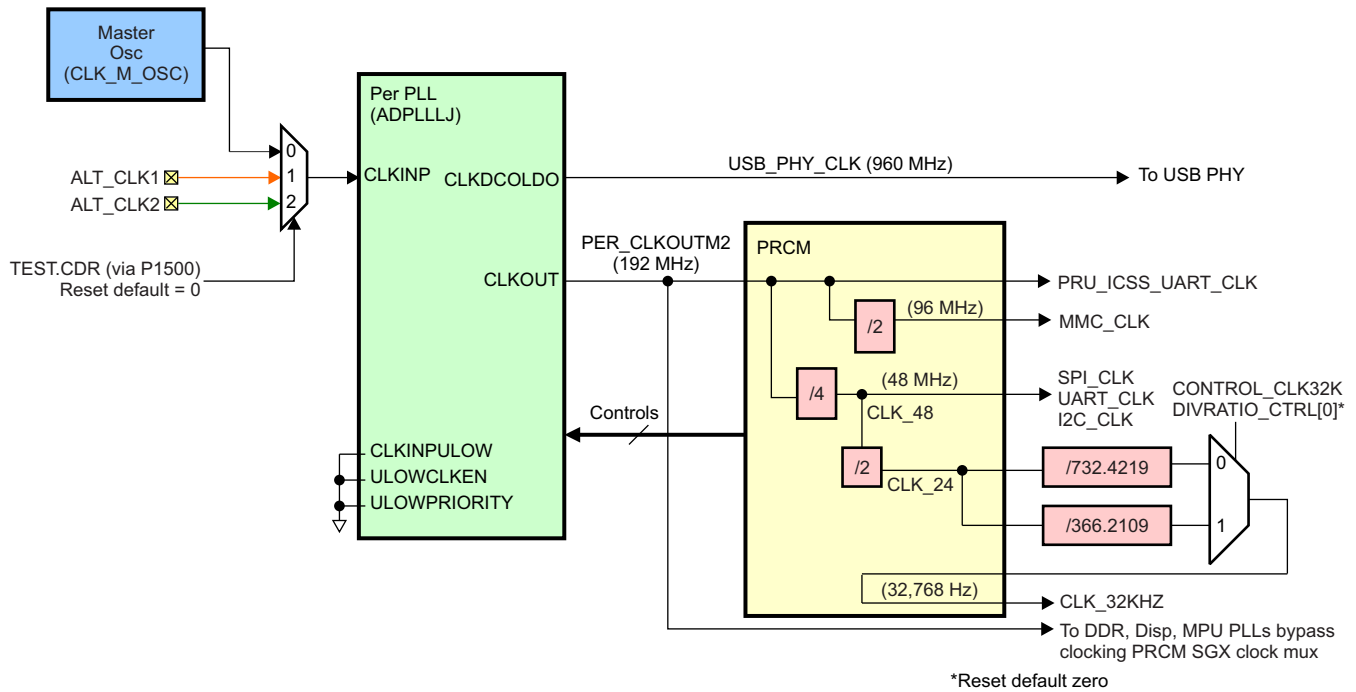 Master
Osc
(CLK_M_OSC)
Per PLL
(ADPLLLJ)
0
1
2
ALT_CLK1
ALT_CLK2
CLKINP
CLKDCOLDO
USB_PHY_CLK (960 MHz)
To USB PHY
TEST.CDR (via P1500)
Reset default = 0
PER_CLKOUTM2
(192 MHz)
PRCM
CLKOUT
PRU_ICSS_UART_CLK
/2
(96 MHz)
MMC_CLK
/4
(48 MHz)
CLK_48
SPI_CLK
UART_CLK
I2C_CLK
CONTROL_CLK32K
DIVRATIO_CTRL[0]*
Controls
CLKINPULOW
ULOWCLKEN
ULOWPRIORITY
/2
CLK_24
/732.4219
0
/366.2109
1
(32,768 Hz)
CLK_32KHZ
To DDR, Disp, MPU PLLs bypass
clocking PRCM SGX clock mux
*Reset default zero